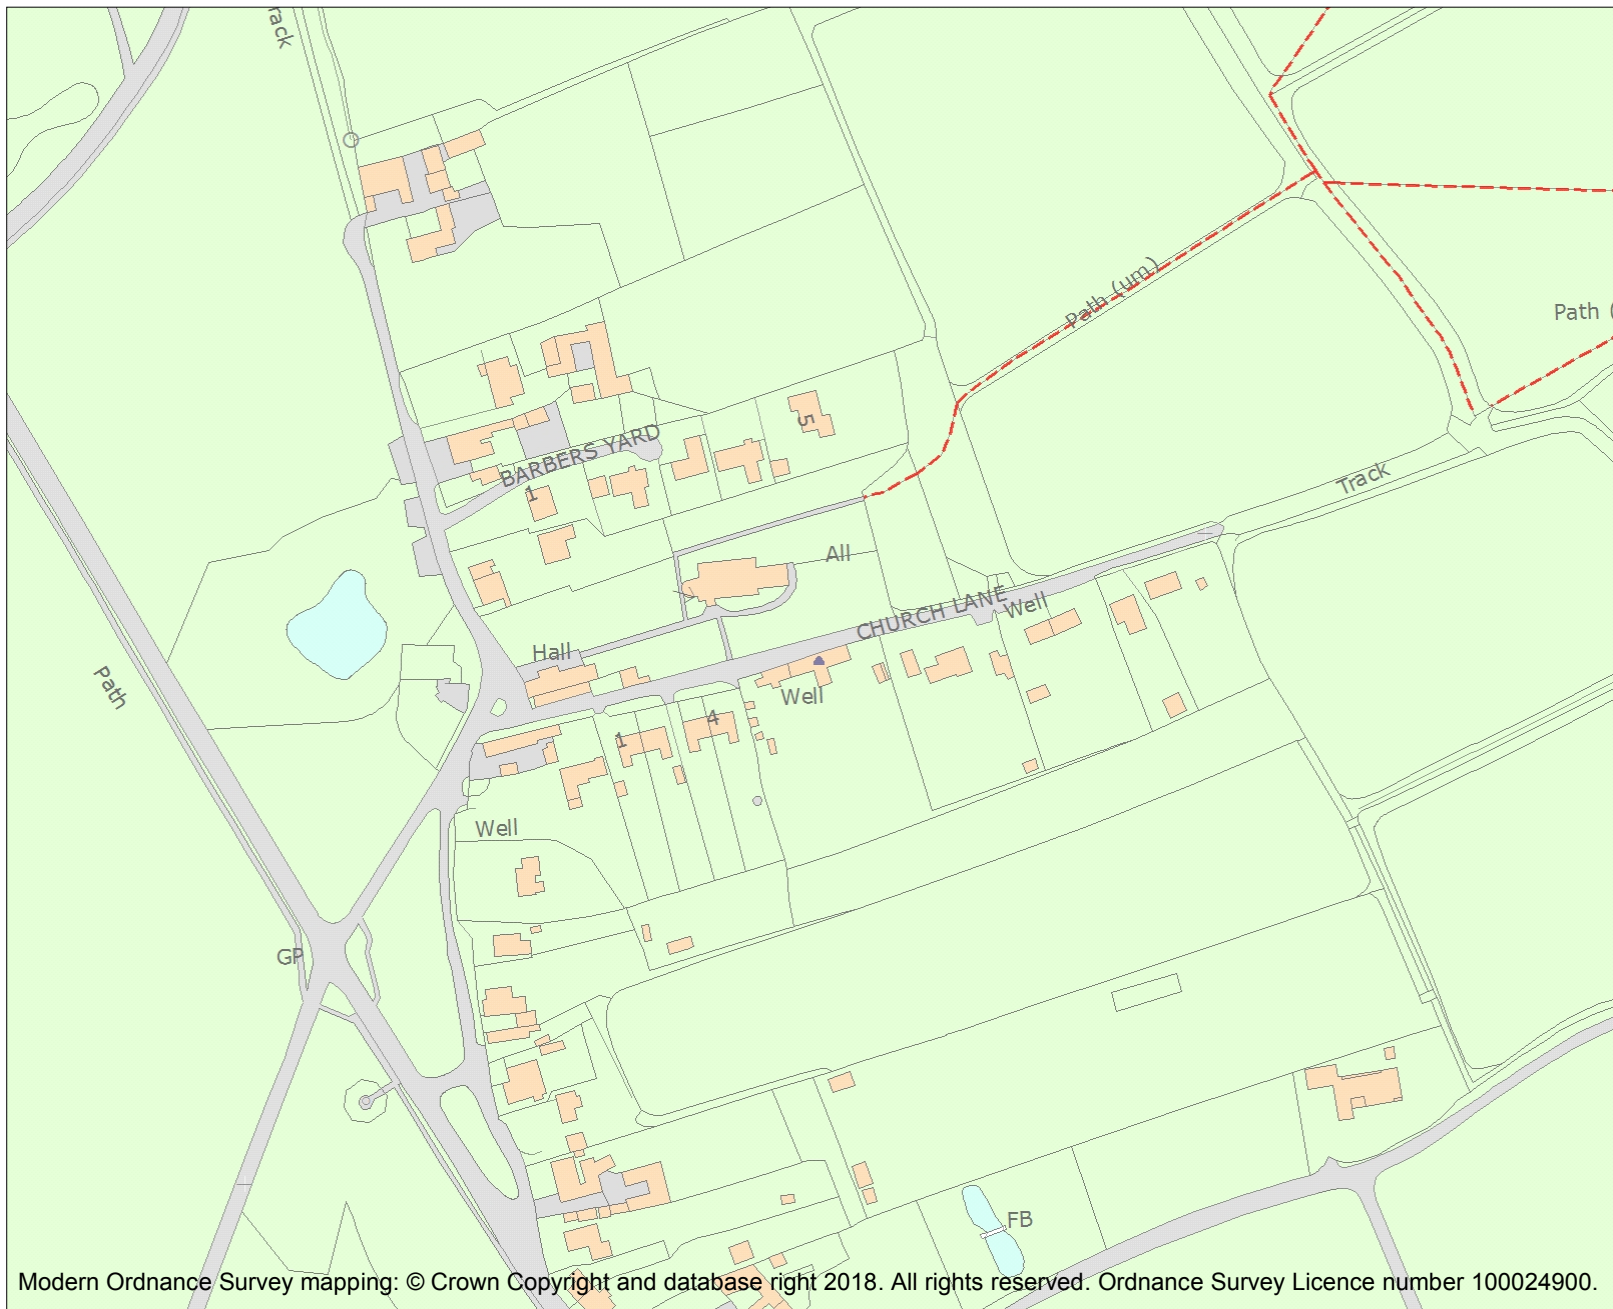 rack
Path (um)
Path (
5
BARBERS YARD
1
Track
All
CHURCH LANE
Well
Hall
Path
Well
4
1
Well
GP
FB
Modern Ordnance Survey mapping: © Crown Copyright and database right 2018. All rights reserved. Ordnance Survey Licence number 100024900.